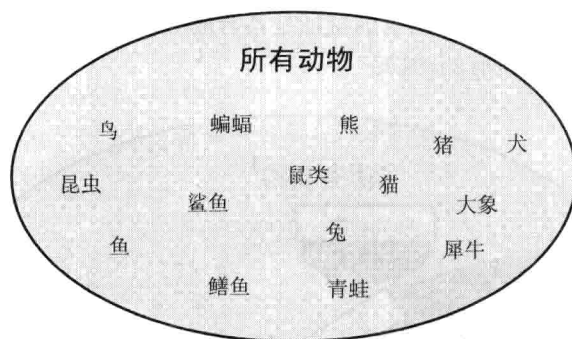 所有动物
鸟
蝙蝠
熊
猪
犬
昆虫
鲨鱼
鼠类
猫
大象
鱼
兔
犀牛
鳝鱼
青蛙